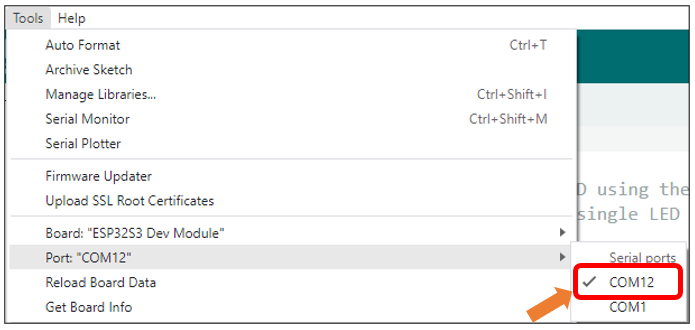 Tools Help
Auto Format Ctrl+T
Archive Sketch
Manage Libraries... Ctrl+Shift+I
Serial Monitor Ctrl+Shift+M
Serial Plotter
Firmware Updater
Upload SSL Root Certificates
Board: "ESP32S3 Dev Module"
Port: "COM12"
Reload Board Data
Get Board Info
Serial ports
COM12
COM1
D using the
single LED